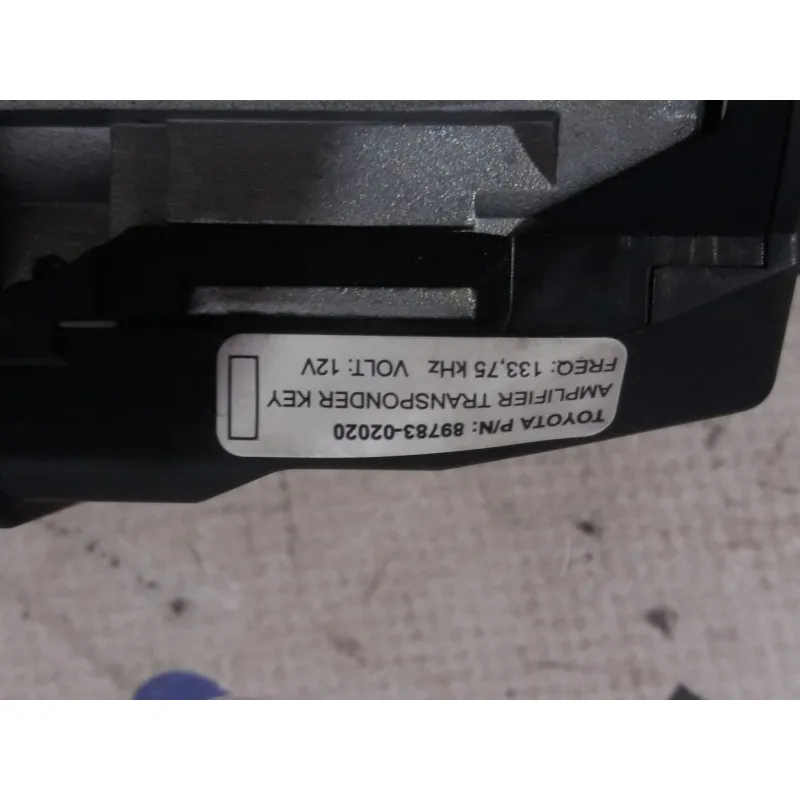 TOYOTA P/N: 89783-02020
AMPLIFIER TRANSPONDER KEY
FREQ: 133,75 kHz VOLT: 12V